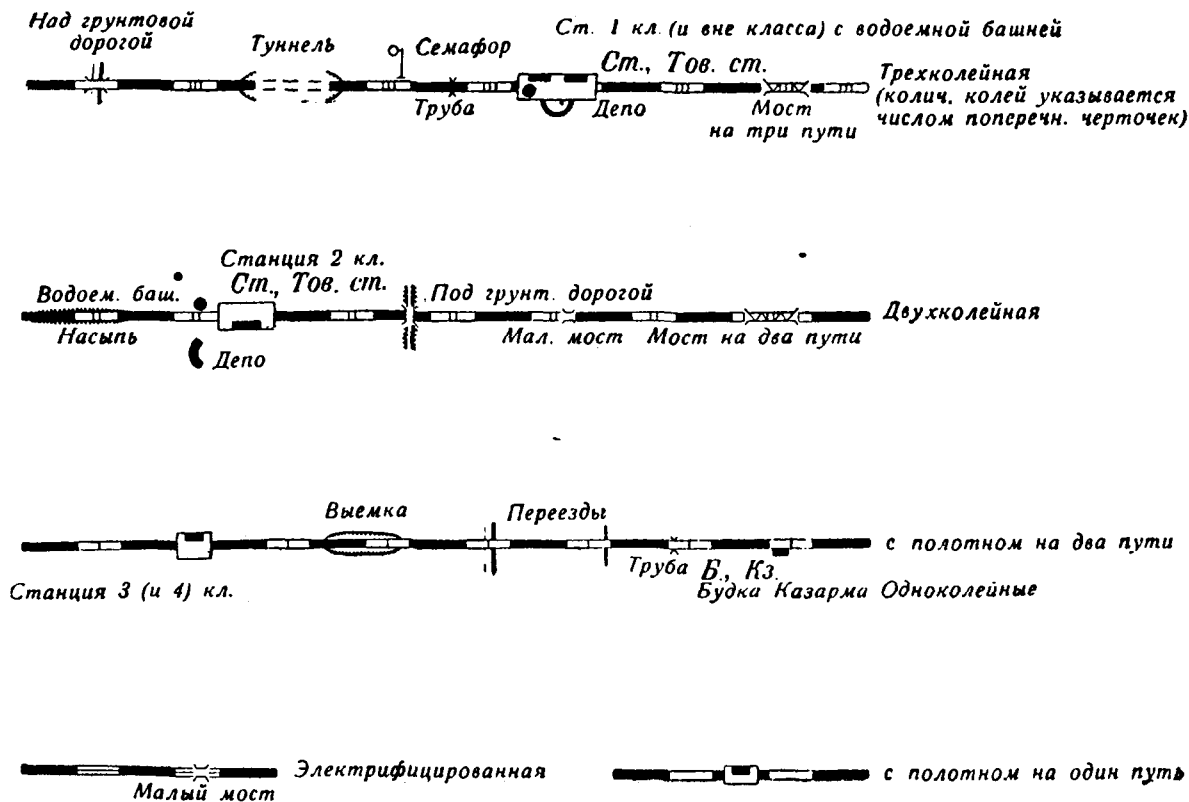 Над грунтовой
дорогой
Туннель
Семафор
Ст. 1 кл. (и вне класса) с водоемной башней
Ст., Тов. ст.
Труба
Депо
Мост
на три пути
Трехколейная
(колич. колей указывается
числом поперечн. черточек)
Станция 2 кл.
Ст., Тов. ст.
Водоем. баш.
Насыпь
Депо
Под грунт. дорогой
Мал. мост
Мост на два пути
Двухколейная
Выемка
Переезды
с полотном на два пути
Станция 3 (и 4) кл.
Труба
Б., Кз.
Будка Казарма Одноколейные
Электрифицированная
Малый мост
с полотном на один путь